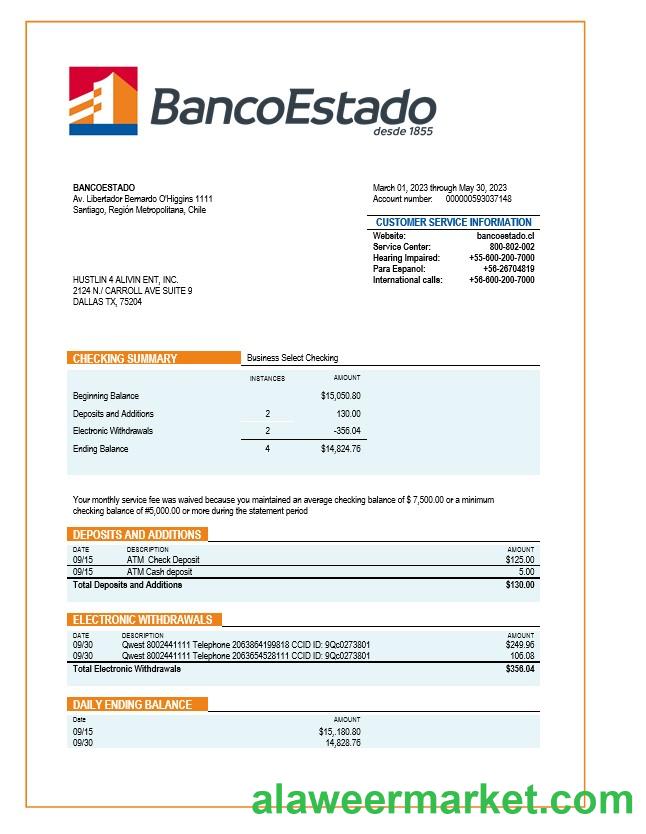 BancoEstado
desde 1855
BANCOESTADO
Av. Libertador Bernardo O'Higgins 1111
Santiago, Región Metropolitana, Chile
March 01, 2023 through May 30, 2023
Account number: 000000593037148
CUSTOMER SERVICE INFORMATION
Website: bancoestado.cl
Service Center: 800-802-002
Hearing Impaired: +55-600-200-7000
Para Espanol: +56-26704819
International calls: +56-600-200-7000
HUSTLIN 4 ALIVIN ENT, INC.
2124 N./ CARROLL AVE SUITE 9
DALLAS TX, 75204
CHECKING SUMMARY Business Select Checking
INSTANCES AMOUNT
Beginning Balance $15,050.80
Deposits and Additions 2 130.00
Electronic Withdrawals 2 -356.04
Ending Balance 4 $14,824.76
Your monthly service fee was waived because you maintained an average checking balance of $ 7,500.00 or a minimum
checking balance of #5,000.00 or more during the statement period
DEPOSITS AND ADDITIONS
DATE DESCRIPTION AMOUNT
09/15 ATM Check Deposit $125.00
09/15 ATM Cash deposit 5.00
Total Deposits and Additions $130.00
ELECTRONIC WITHDRAWALS
DATE DESCRIPTION AMOUNT
09/30 Qwest 8002441111 Telephone 2063864199818 CCID ID: 9Qc0273801 $249.96
09/30 Qwest 8002441111 Telephone 2063654528111 CCID ID: 9Qc0273801 106.08
Total Electronic Withdrawals $356.04
DAILY ENDING BALANCE
Date AMOUNT
09/15 $15,.180.80
09/30 14,828.76
alaweermarket.com